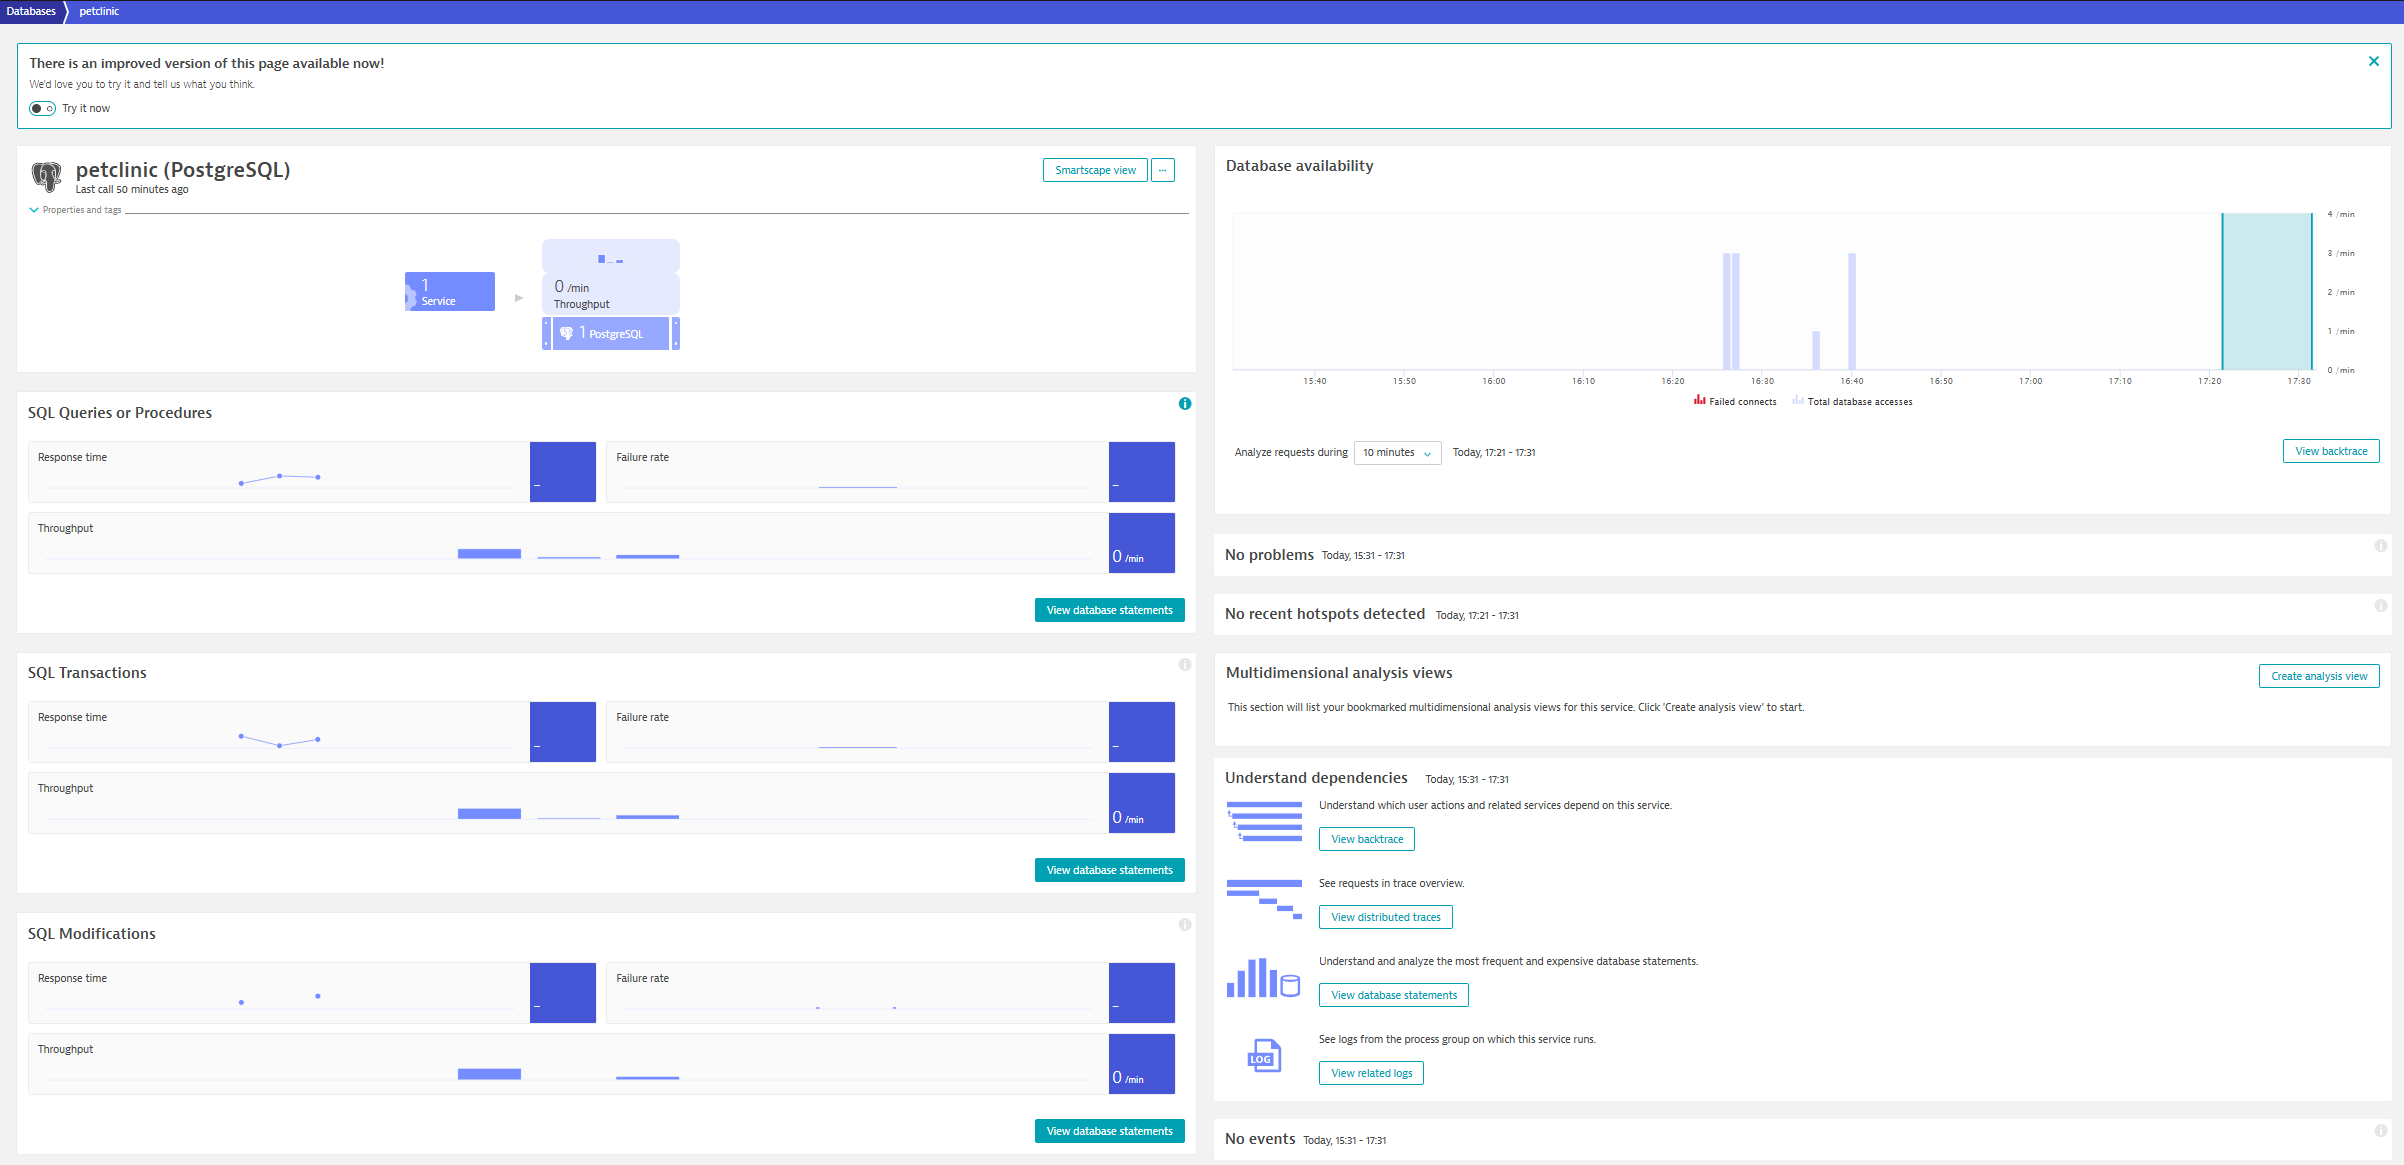 Databases
petclinic
There is an improved version of this page available now!
We'd love you to try it and tell us what you think.
Try it now
petclinic (PostgreSQL)
Last call 50 minutes ago
Smartscape view
...
Properties and tags
1
Service
0 /min
Throughput
1 PostgreSQL
SQL Queries or Procedures
Response time
–
Failure rate
–
Throughput
0 /min
View database statements
SQL Transactions
Response time
–
Failure rate
–
Throughput
0 /min
View database statements
SQL Modifications
Response time
–
Failure rate
–
Throughput
0 /min
View database statements
Database availability
4 /min
3 /min
2 /min
1 /min
0 /min
15:40 15:50 16:00 16:10 16:20 16:30 16:40 16:50 17:00 17:10 17:20 17:30
Failed connects Total database accesses
Analyze requests during 10 minutes Today, 17:21 - 17:31
View backtrace
No problems Today, 15:31 - 17:31
No recent hotspots detected Today, 17:21 - 17:31
Multidimensional analysis views
Create analysis view
This section will list your bookmarked multidimensional analysis views for this service. Click 'Create analysis view' to start.
Understand dependencies Today, 15:31 - 17:31
Understand which user actions and related services depend on this service.
View backtrace
See requests in trace overview.
View distributed traces
Understand and analyze the most frequent and expensive database statements.
View database statements
LOG
See logs from the process group on which this service runs.
View related logs
No events Today, 15:31 - 17:31